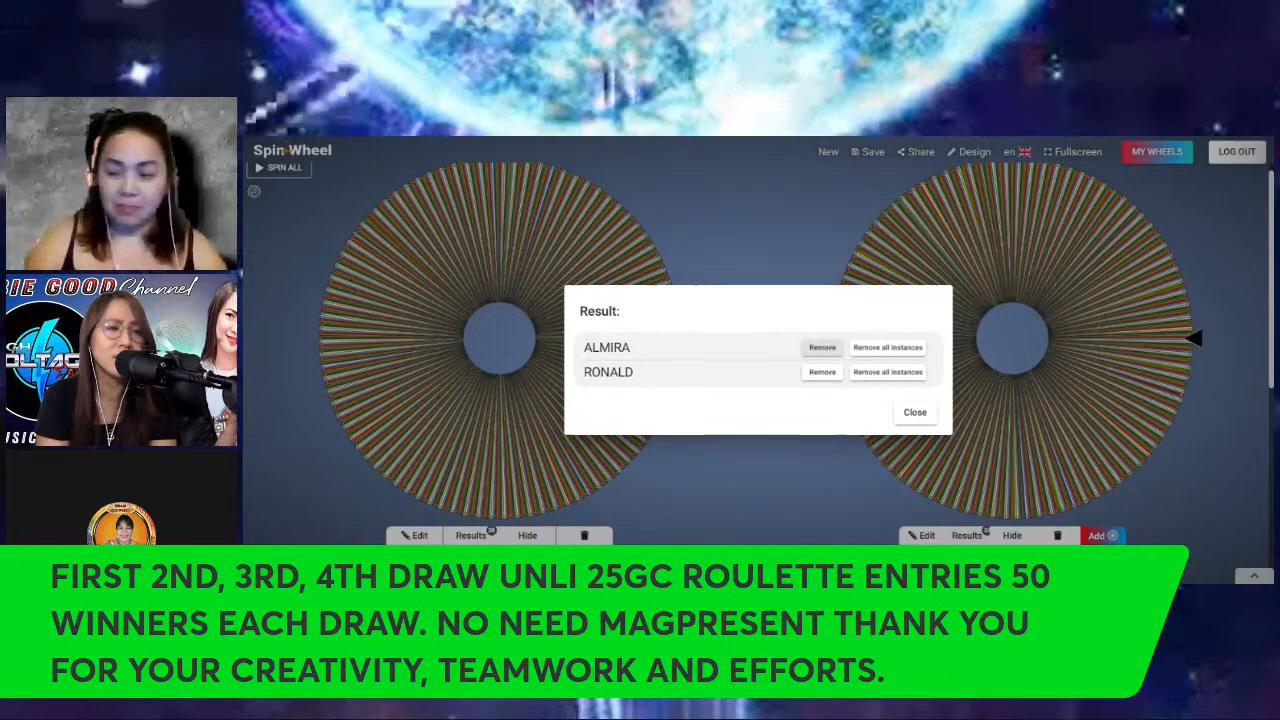 Spin Wheel
SPIN ALL
New Save Share Design en Fullscreen MY WHEELS LOG OUT
IE GOOD Channel
GH
OLTAG
USIC
Result:
ALMIRA Remove Remove all instances
RONALD Remove Remove all instances
Close
Edit Results Hide
Edit Results Hide Add
FIRST 2ND, 3RD, 4TH DRAW UNLI 25GC ROULETTE ENTRIES 50
WINNERS EACH DRAW. NO NEED MAGPRESENT THANK YOU
FOR YOUR CREATIVITY, TEAMWORK AND EFFORTS.